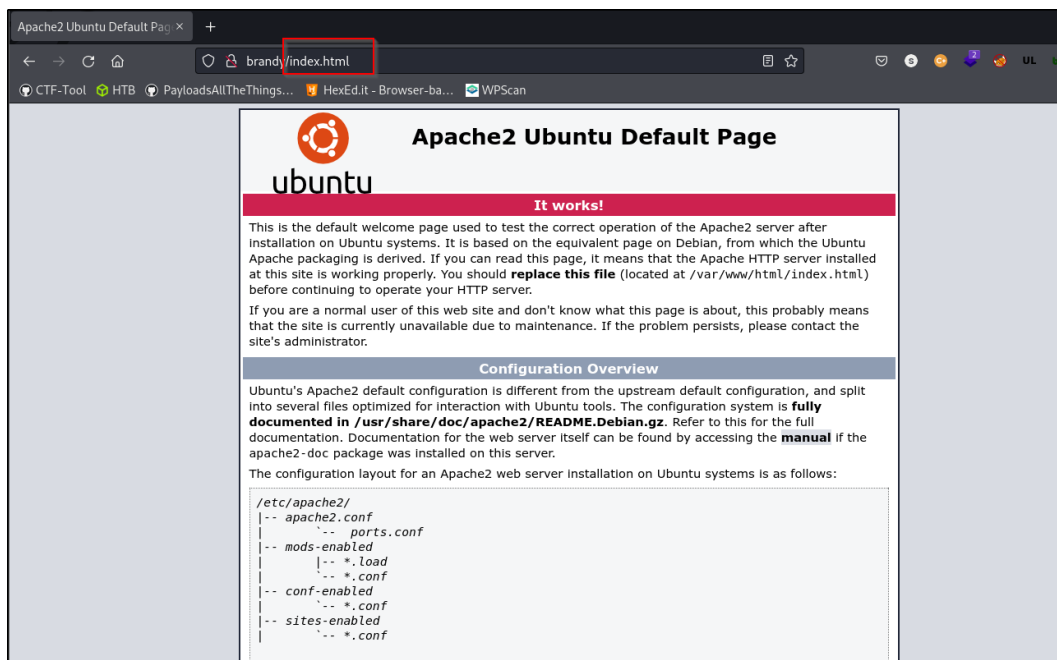 Apache2 Ubuntu Default Pag
brandy/index.html
CTF-Tool HTB PayloadsAllTheThings... HexEd.it - Browser-ba... WPScan
2
UL
ubuntu
Apache2 Ubuntu Default Page
It works!
This is the default welcome page used to test the correct operation of the Apache2 server after
installation on Ubuntu systems. It is based on the equivalent page on Debian, from which the Ubuntu
Apache packaging is derived. If you can read this page, it means that the Apache HTTP server installed
at this site is working properly. You should replace this file (located at /var/www/html/index.html)
before continuing to operate your HTTP server.
If you are a normal user of this web site and don't know what this page is about, this probably means
that the site is currently unavailable due to maintenance. If the problem persists, please contact the
site's administrator.
Configuration Overview
Ubuntu's Apache2 default configuration is different from the upstream default configuration, and split
into several files optimized for interaction with Ubuntu tools. The configuration system is fully
documented in /usr/share/doc/apache2/README.Debian.gz. Refer to this for the full
documentation. Documentation for the web server itself can be found by accessing the manual if the
apache2-doc package was installed on this server.
The configuration layout for an Apache2 web server installation on Ubuntu systems is as follows:
/etc/apache2/
|-- apache2.conf
|       `--  ports.conf
|-- mods-enabled
|       |-- *.load
|       `-- *.conf
|-- conf-enabled
|       `-- *.conf
|-- sites-enabled
|       `-- *.conf